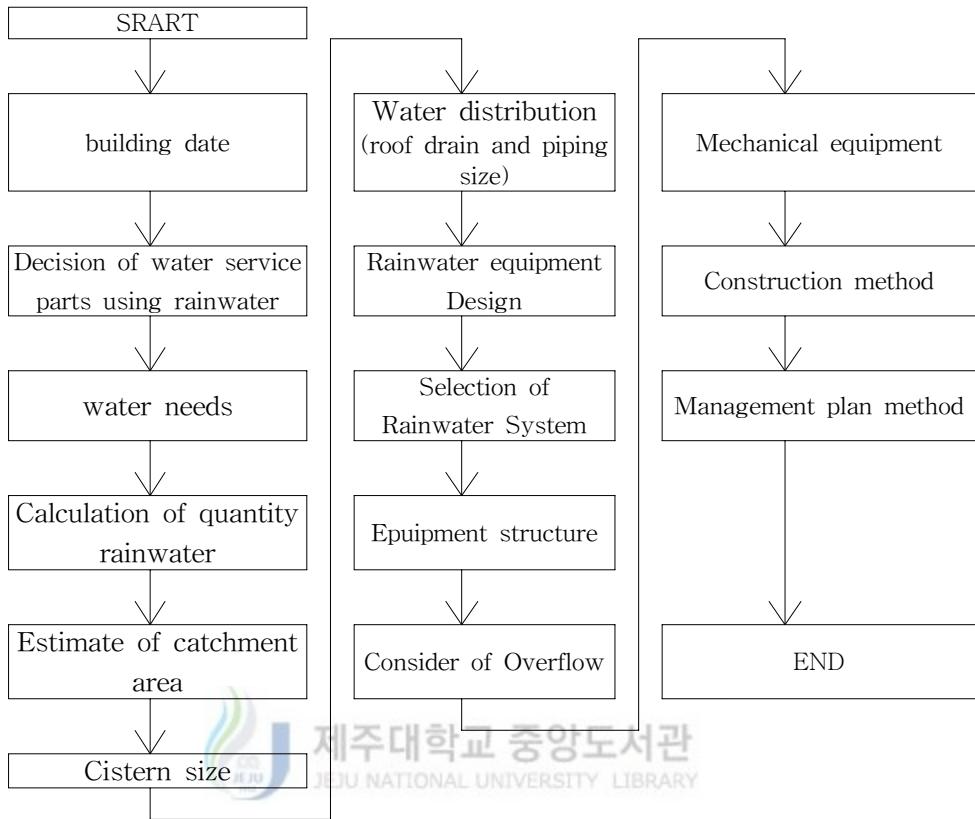 SRART
building date
Decision of water service
parts using rainwater
water needs
Calculation of quantity
rainwater
Estimate of catchment
area
Cistern size
Water distribution
(roof drain and piping
size)
Rainwater equipment
Design
Selection of
Rainwater System
Epuipment structure
Consider of Overflow
Mechanical equipment
Construction method
Management plan method
END
제주대학교 중앙도서관
JEJU NATIONAL UNIVERSITY LIBRARY